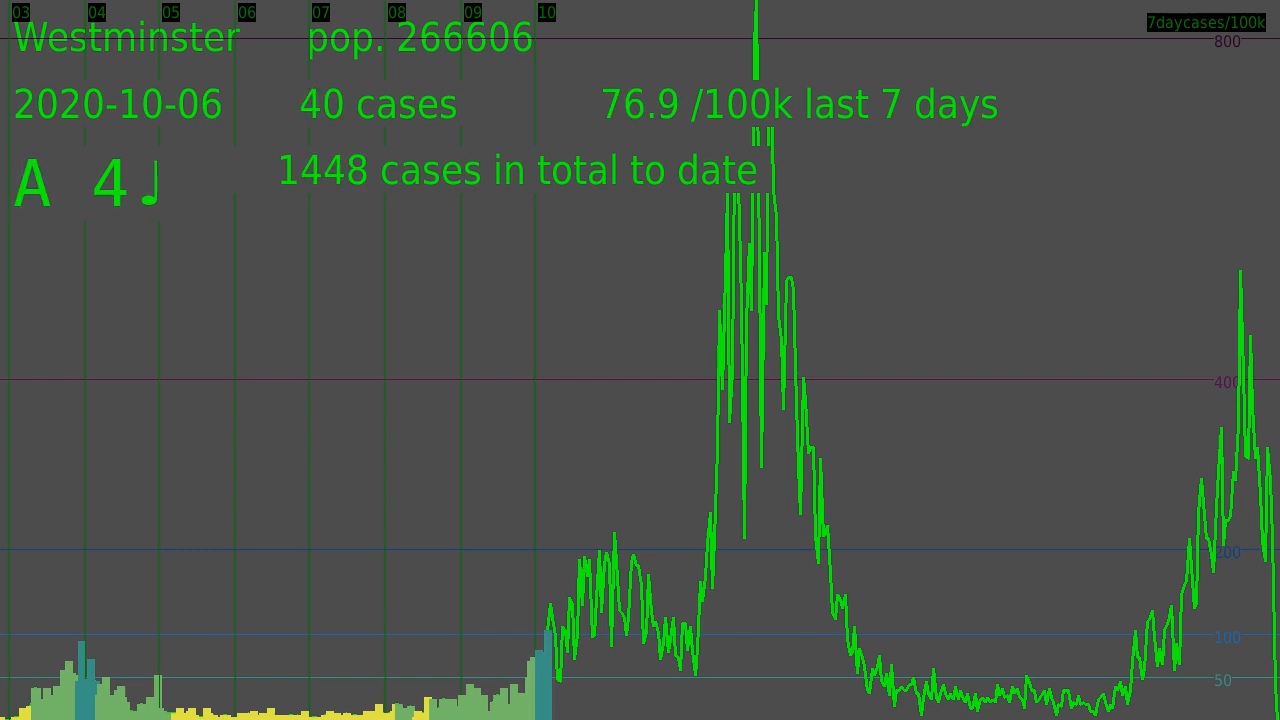 03 04 05 06 07 08 09 10
7daycases/100k
Westminster pop. 266606
800
2020-10-06 40 cases 76.9 /100k last 7 days
A 4♩ 1448 cases in total to date
400
200
100
50